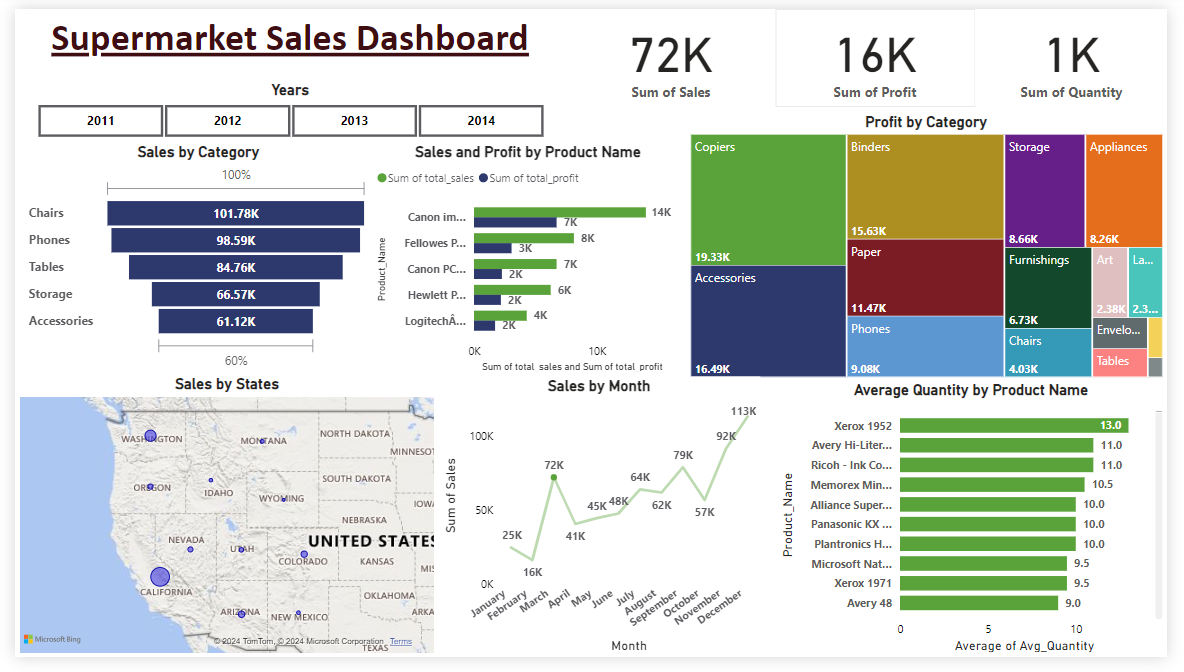 Supermarket Sales Dashboard
72K
Sum of Sales
16K
Sum of Profit
1K
Sum of Quantity
Years
2011
2012
2013
2014
Sales by Category
100%
Chairs
101.78K
Phones
98.59K
Tables
84.76K
Storage
66.57K
Accessories
61.12K
60%
Sales and Profit by Product Name
Sum of total_sales
Sum of total_profit
Product_Name
Canon im...
14K
7K
Fellowes P...
8K
3K
Canon PC...
7K
2K
Hewlett P...
6K
2K
LogitechÂ...
4K
2K
0K
10K
Sum of total_sales and Sum of total_profit
Profit by Category
Copiers
19.33K
Accessories
16.49K
Binders
15.63K
Paper
11.47K
Phones
9.08K
Storage
8.66K
Appliances
8.26K
Furnishings
6.73K
Chairs
4.03K
Art
2.38K
La...
2.3...
Envelo...
Tables
Sales by States
WASHINGTON
MONTANA
NORTH DAKOTA
MINNESO
OREGON
IDAHO
WYOMING
SOUTH DAKOTA
IOWA
NEBRASKA
NEVADA
UTAH
UNITED STATES
COLORADO
KANSAS
MIS
CALIFORNIA
OKLAHOMA
ARIZONA
NEW MEXICO
ARKA
TEXAS
Microsoft Bing
© 2024 TomTom, © 2024 Microsoft Corporation
Terms
Sales by Month
Sum of Sales
100K
50K
0K
25K
16K
72K
41K
45K
48K
64K
62K
79K
57K
92K
113K
January
February
March
April
May
June
July
August
September
October
November
December
Month
Average Quantity by Product Name
Product_Name
Xerox 1952
13.0
Avery Hi-Liter...
11.0
Ricoh - Ink Co...
11.0
Memorex Min...
10.5
Alliance Super...
10.0
Panasonic KX ...
10.0
Plantronics H...
10.0
Microsoft Nat...
9.5
Xerox 1971
9.5
Avery 48
9.0
0
5
10
Average of Avg_Quantity